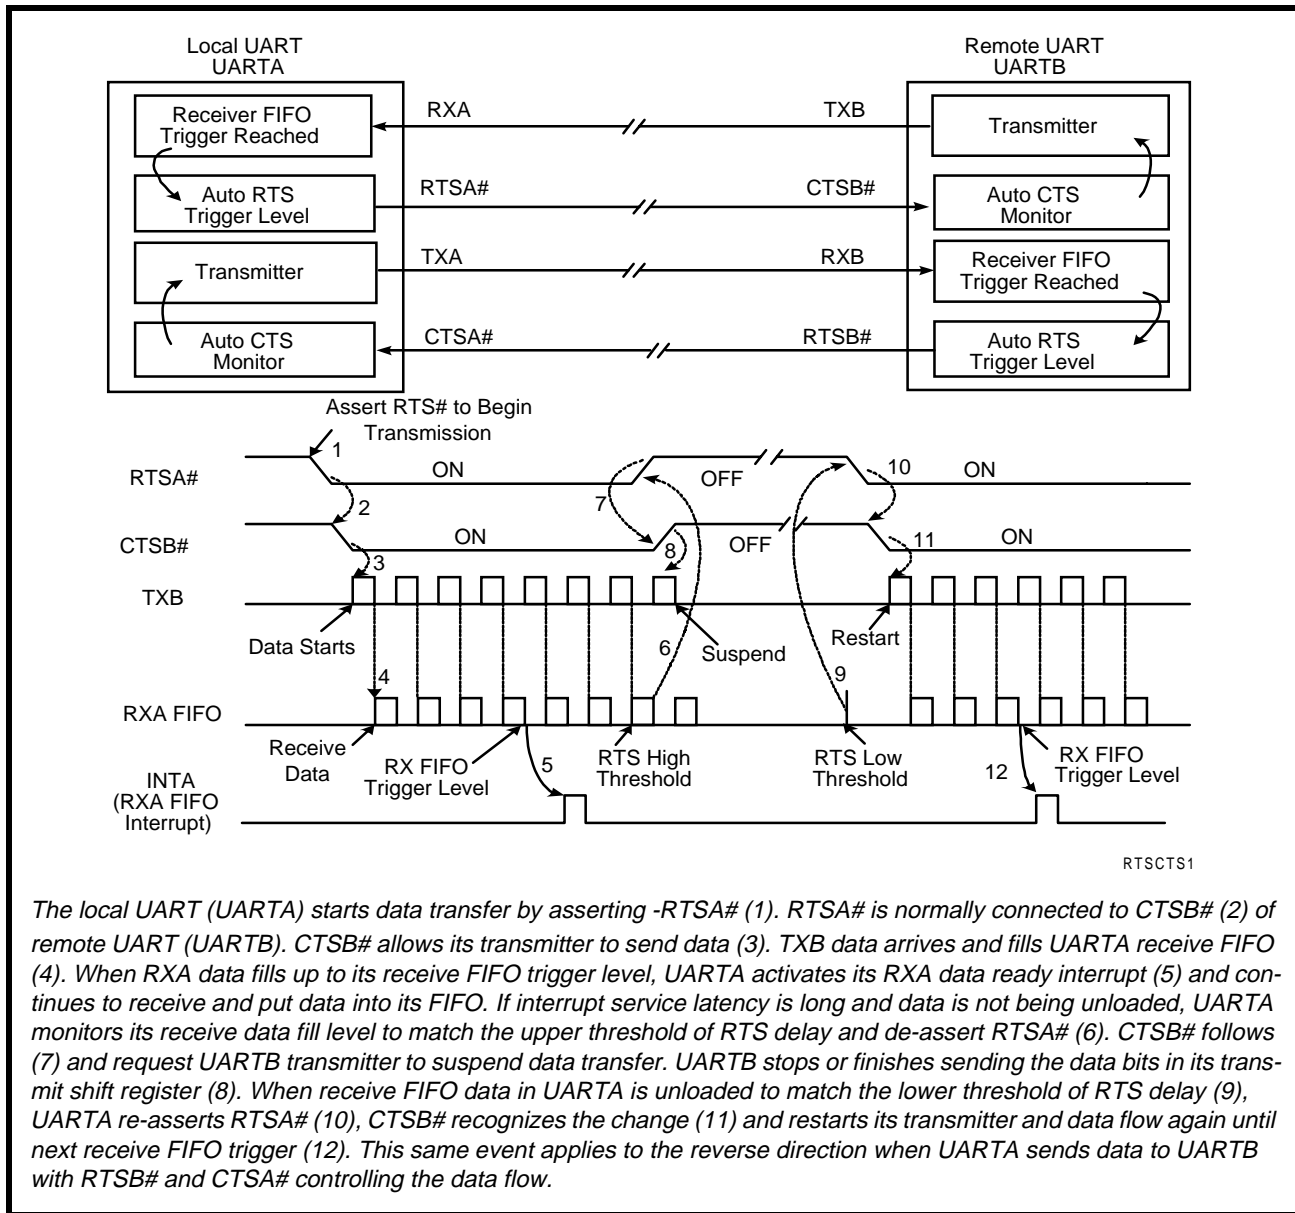 Local UART
UARTA
Remote UART
UARTB
Receiver FIFO
Trigger Reached
RXA
TXB
Transmitter
Auto RTS
Trigger Level
RTSA#
CTSB#
Auto CTS
Monitor
Transmitter
TXA
RXB
Receiver FIFO
Trigger Reached
Auto CTS
Monitor
CTSA#
RTSB#
Auto RTS
Trigger Level
Assert RTS# to Begin
Transmission
1
RTSA#
ON
OFF
10
ON
2
7
CTSB#
ON
8
OFF
11
ON
3
TXB
Data Starts
6
Suspend
Restart
4
9
RXA FIFO
Receive
Data
RX FIFO
Trigger Level
5
RTS High
Threshold
RTS Low
Threshold
12
RX FIFO
Trigger Level
INTA
(RXA FIFO
Interrupt)
RTSCTS1
The local UART (UARTA) starts data transfer by asserting -RTSA# (1). RTSA# is normally connected to CTSB# (2) of
remote UART (UARTB). CTSB# allows its transmitter to send data (3). TXB data arrives and fills UARTA receive FIFO
(4). When RXA data fills up to its receive FIFO trigger level, UARTA activates its RXA data ready interrupt (5) and con-
tinues to receive and put data into its FIFO. If interrupt service latency is long and data is not being unloaded, UARTA
monitors its receive data fill level to match the upper threshold of RTS delay and de-assert RTSA# (6). CTSB# follows
(7) and request UARTB transmitter to suspend data transfer. UARTB stops or finishes sending the data bits in its trans-
mit shift register (8). When receive FIFO data in UARTA is unloaded to match the lower threshold of RTS delay (9),
UARTA re-asserts RTSA# (10), CTSB# recognizes the change (11) and restarts its transmitter and data flow again until
next receive FIFO trigger (12). This same event applies to the reverse direction when UARTA sends data to UARTB
with RTSB# and CTSA# controlling the data flow.